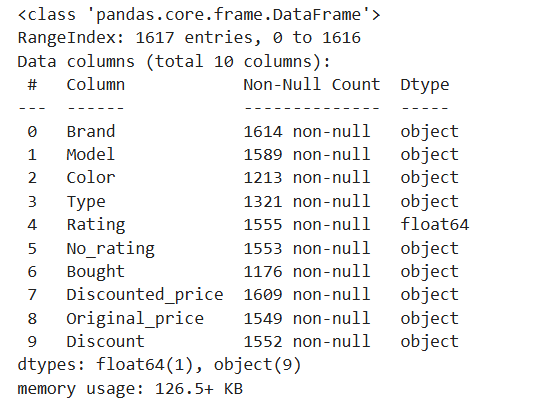 <class 'pandas.core.frame.DataFrame'>
RangeIndex: 1617 entries, 0 to 1616
Data columns (total 10 columns):
 #   Column            Non-Null Count  Dtype
---  ------            --------------  -----
 0   Brand             1614 non-null   object
 1   Model             1589 non-null   object
 2   Color             1213 non-null   object
 3   Type              1321 non-null   object
 4   Rating            1555 non-null   float64
 5   No_rating         1553 non-null   object
 6   Bought            1176 non-null   object
 7   Discounted_price  1609 non-null   object
 8   Original_price    1549 non-null   object
 9   Discount          1552 non-null   object
dtypes: float64(1), object(9)
memory usage: 126.5+ KB